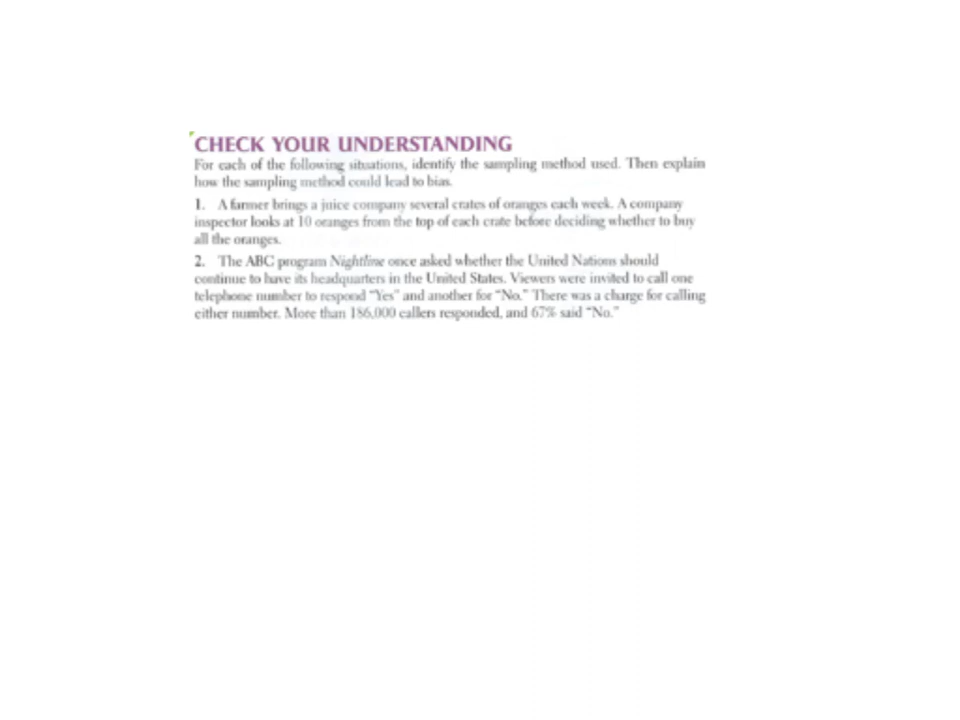 CHECK YOUR UNDERSTANDING
For each of the following situations, identify the sampling method used. Then explain
how the sampling method could lead to bias.
1. A farmer brings a juice company several crates of oranges each week. A company
inspector looks at 10 oranges from the top of each crate before deciding whether to buy
all the oranges.
2. The ABC program Nightline once asked whether the United Nations should
continue to have its headquarters in the United States. Viewers were invited to call one
telephone number to respond “Yes” and another for “No.” There was a charge for calling
either number. More than 186,000 callers responded, and 67% said “No.”